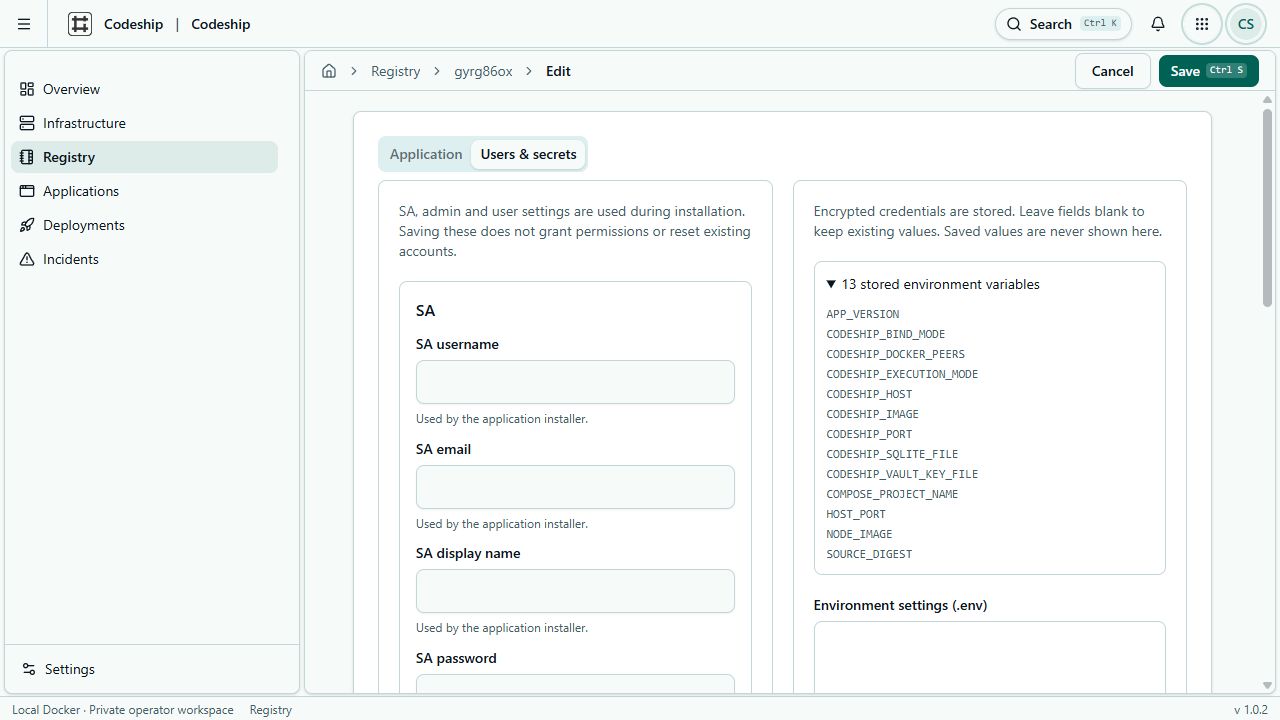 Codeship | Codeship
Search Ctrl K
CS
Overview
Infrastructure
Registry
Applications
Deployments
Incidents
Settings
Registry
Edit
Cancel
Save Ctrl S
Application
Users & secrets
SA, admin and user settings are used during installation.
Saving these does not grant permissions or reset existing
accounts.
SA
SA username
Used by the application installer.
SA email
Used by the application installer.
SA display name
Used by the application installer.
SA password
Encrypted credentials are stored. Leave fields blank to
keep existing values. Saved values are never shown here.
13 stored environment variables
APP_VERSION
CODESHIP_BIND_MODE
CODESHIP_DOCKER_PEERS
CODESHIP_EXECUTION_MODE
CODESHIP_HOST
CODESHIP_IMAGE
CODESHIP_PORT
CODESHIP_SQLITE_FILE
CODESHIP_VAULT_KEY_FILE
COMPOSE_PROJECT_NAME
HOST_PORT
NODE_IMAGE
SOURCE_DIGEST
Environment settings (.env)
Local Docker · Private operator workspace
Registry
v 1.0.2